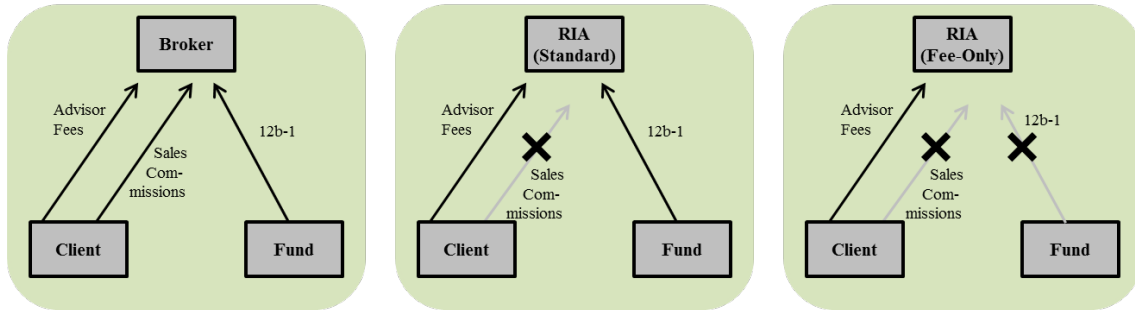 Broker
Advisor
Fees
Sales
Com-
missions
12b-1
Client
Fund
RIA
(Standard)
Advisor
Fees
12b-1
Sales
Com-
missions
Client
Fund
RIA
(Fee-Only)
Advisor
Fees
12b-1
Sales
Com-
missions
Client
Fund